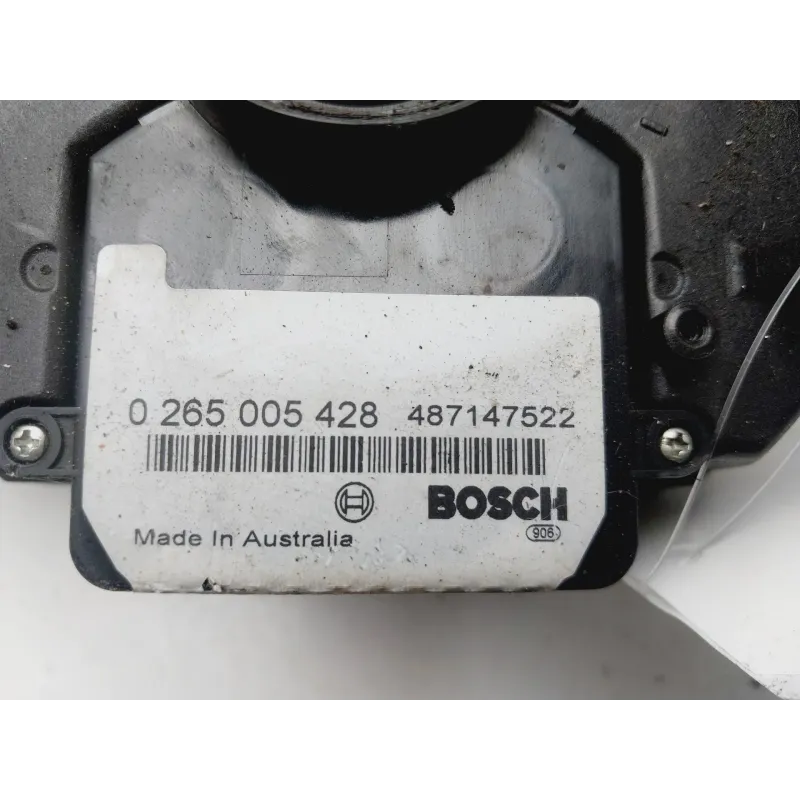 0 265 005 428 487147522
BOSCH
906
Made In Australia